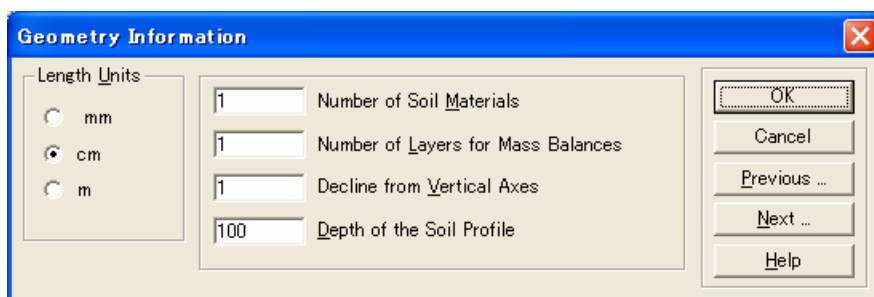 Geometry Information
Length Units
mm
cm
m
1 Number of Soil Materials
1 Number of Layers for Mass Balances
1 Decline from Vertical Axes
100 Depth of the Soil Profile
OK
Cancel
Previous ...
Next ...
Help